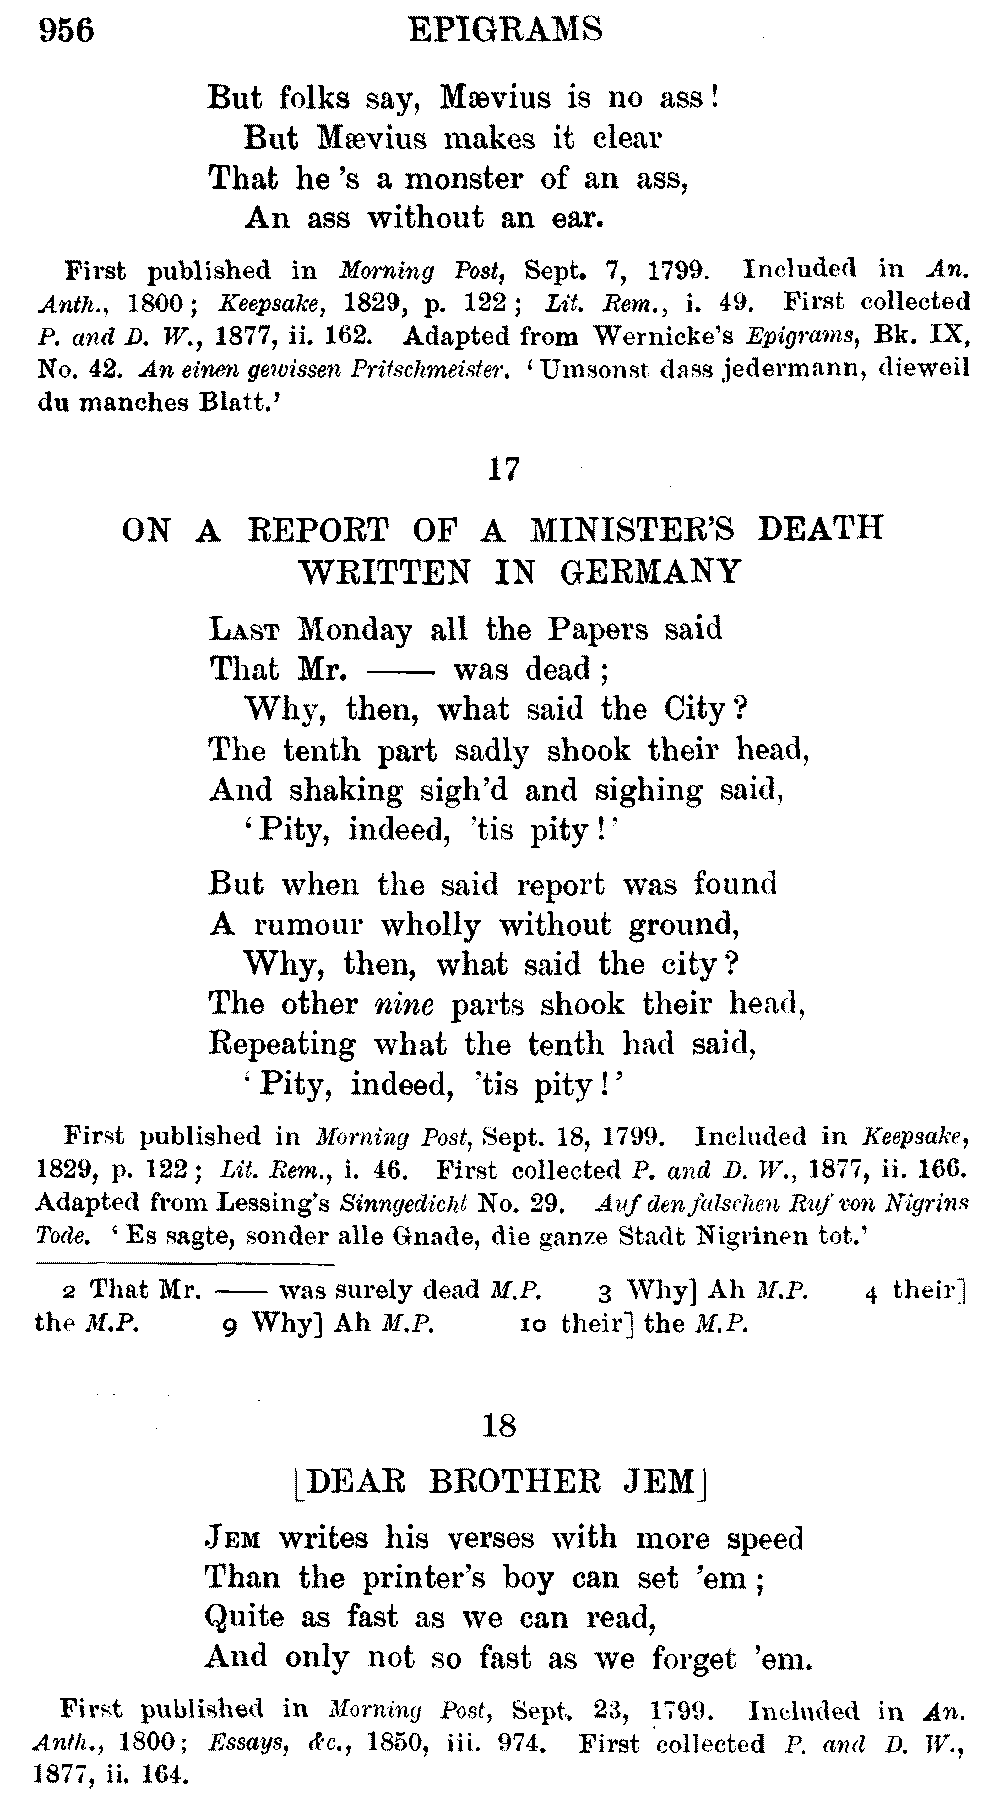 956 EPIGRAMS
But folks say, Mævius is no ass!
But Mævius makes it clear
That he's a monster of an ass,
An ass without an ear.
First published in Morning Post, Sept. 7, 1799. Included in An.
Anth., 1800; Keepsake, 1829, p. 122; Lit. Rem., i. 49. First collected
P. and D. W., 1877, ii. 162. Adapted from Wernicke's Epigrams, Bk. IX,
No. 42. An einen gewissen Pritschmeister. ‘Umsonst dass jedermann, dieweil
du manches Blatt.’
17
ON A REPORT OF A MINISTER'S DEATH
WRITTEN IN GERMANY
LAST Monday all the Papers said
That Mr. —— was dead;
Why, then, what said the City?
The tenth part sadly shook their head,
And shaking sigh'd and sighing said,
‘Pity, indeed, 'tis pity!’
But when the said report was found
A rumour wholly without ground,
Why, then, what said the city?
The other nine parts shook their head,
Repeating what the tenth had said,
‘Pity, indeed, 'tis pity!’
First published in Morning Post, Sept. 18, 1799. Included in Keepsake,
1829, p. 122; Lit. Rem., i. 46. First collected P. and D. W., 1877, ii. 166.
Adapted from Lessing's Sinngedicht No. 29. Auf den falschen Ruf von Nigrins
Tode. ‘Es sagte, sonder alle Gnade, die ganze Stadt Nigrinen tot.’
2 That Mr. —— was surely dead M.P. 3 Why] Ah M.P. 4 their]
the M.P. 9 Why] Ah M.P. 10 their] the M.P.
18
[DEAR BROTHER JEM]
JEM writes his verses with more speed
Than the printer's boy can set 'em;
Quite as fast as we can read,
And only not so fast as we forget 'em.
First published in Morning Post, Sept. 23, 1799. Included in An.
Anth., 1800; Essays, &c., 1850, iii. 974. First collected P. and D. W.,
1877, ii. 164.